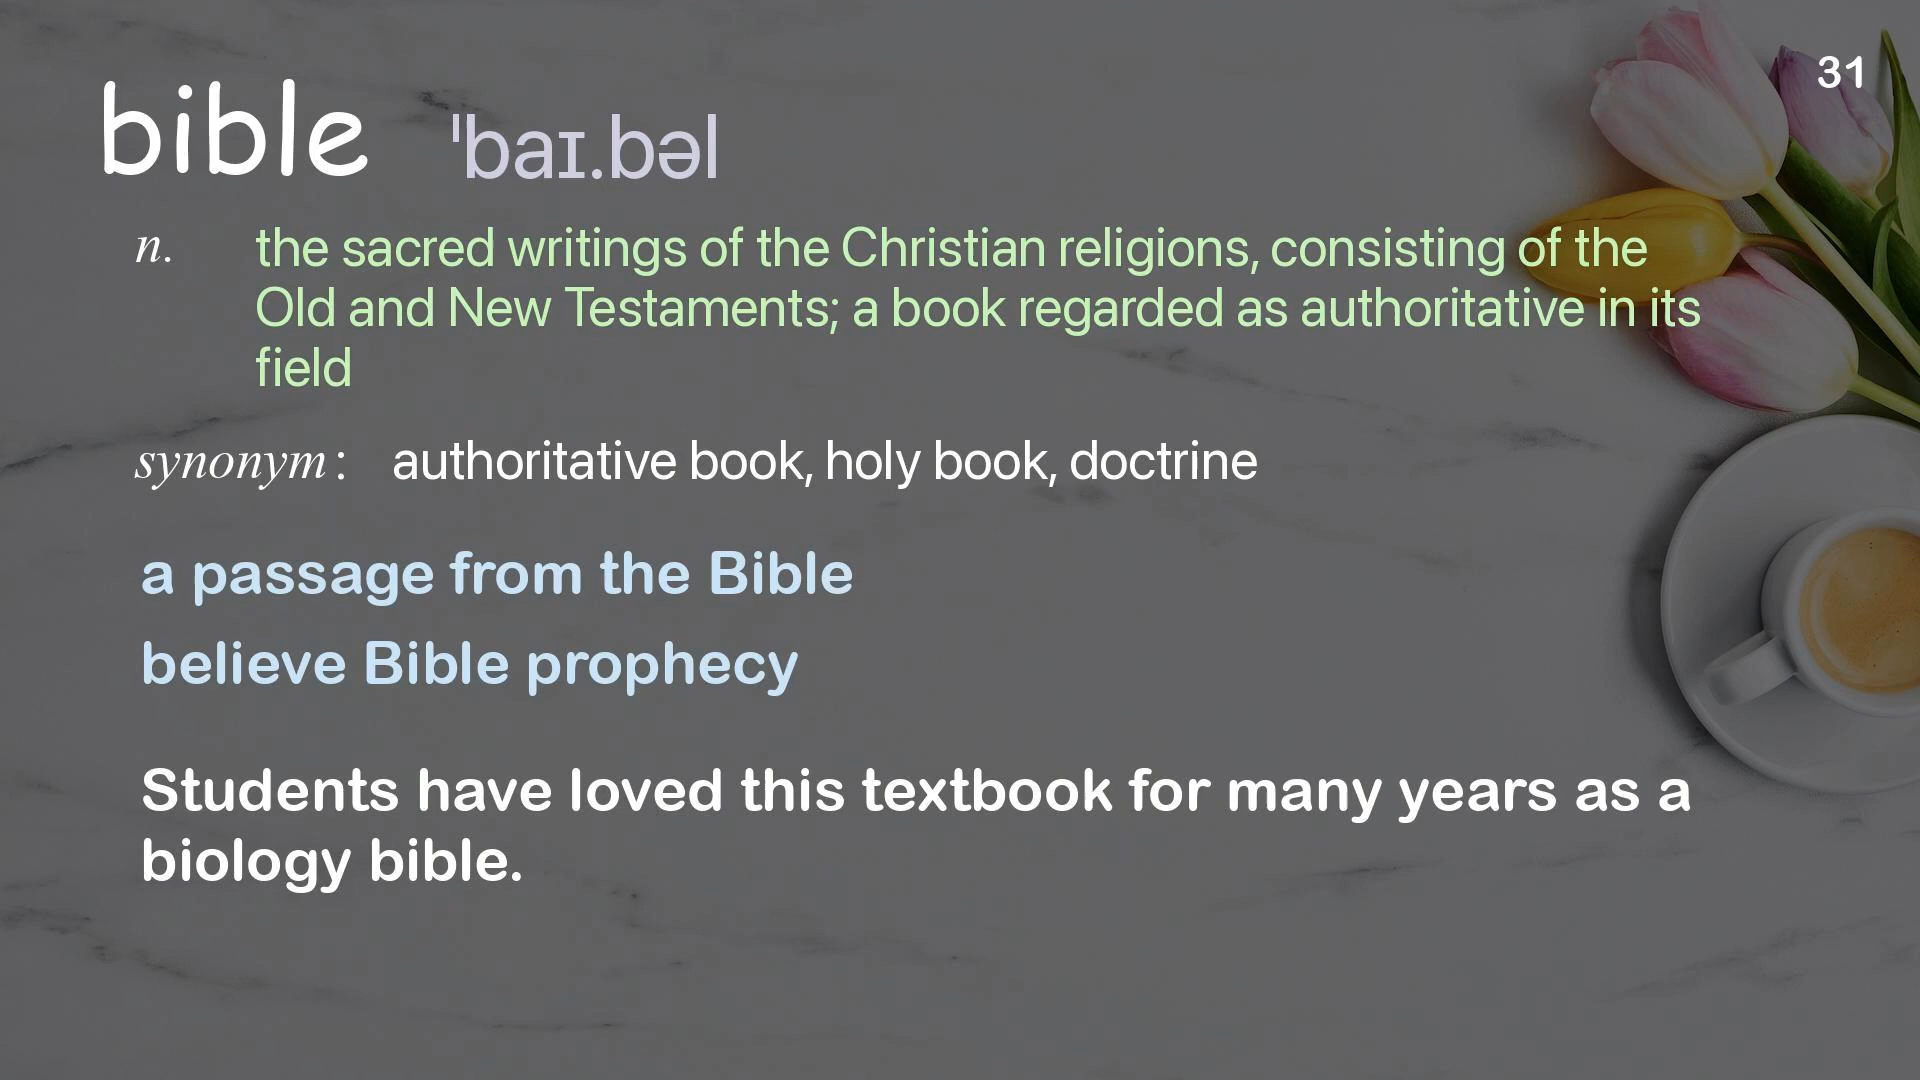 31
bible ˈbaɪ.bəl
n. the sacred writings of the Christian religions, consisting of the
Old and New Testaments; a book regarded as authoritative in its
field
synonym: authoritative book, holy book, doctrine
a passage from the Bible
believe Bible prophecy
Students have loved this textbook for many years as a
biology bible.